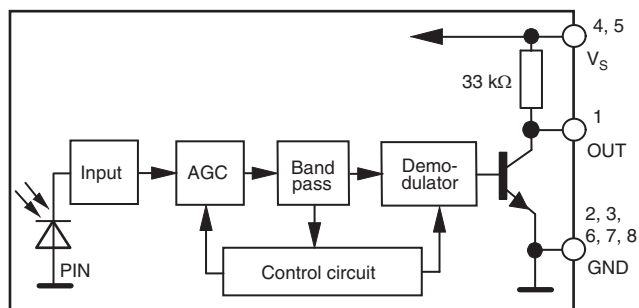 4, 5
V_S
33 kΩ
1
OUT
Input
AGC
Band
pass
Demo-
dulator
2, 3,
6, 7, 8
GND
PIN
Control circuit